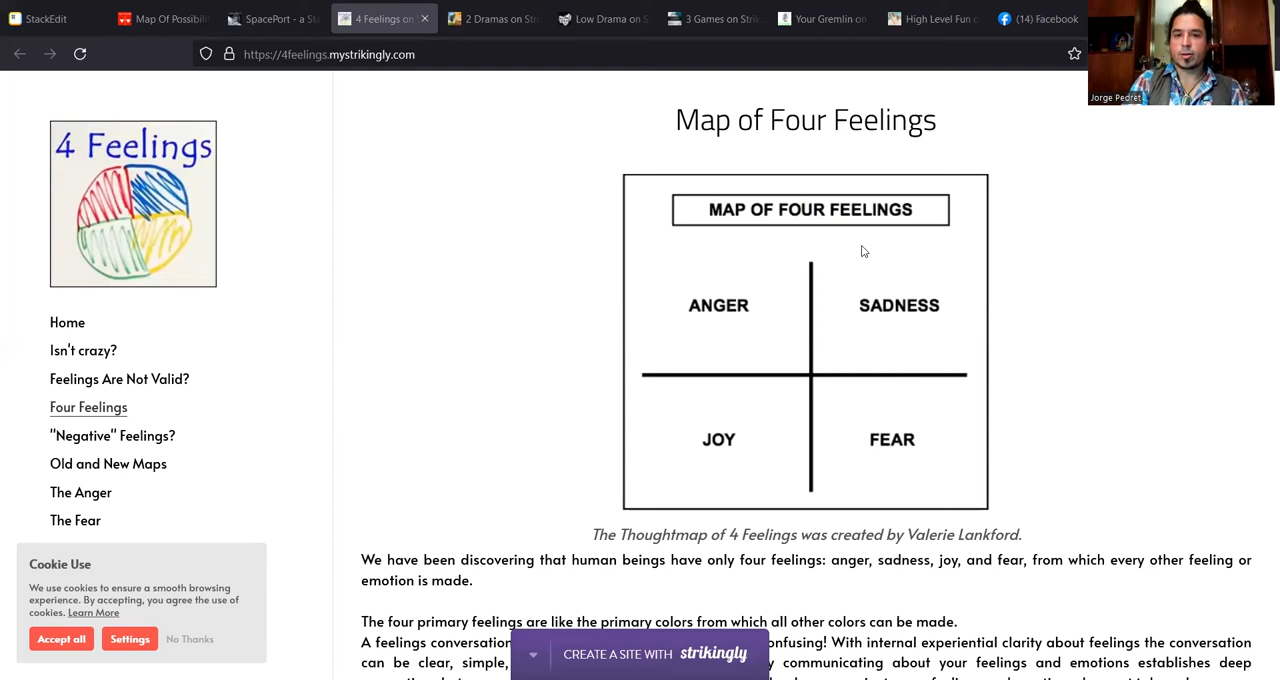 StackEdit
Map Of Possibili
SpacePort - a Sta
4 Feelings on
2 Dramas on Stri
Low Drama on S
3 Games on Strik
Your Gremlin on
High Level Fun o
(14) Facebook
https://4feelings.mystrikingly.com
Jorge Pedret
4 Feelings
Home
Isn't crazy?
Feelings Are Not Valid?
Four Feelings
"Negative" Feelings?
Old and New Maps
The Anger
The Fear
Cookie Use
We use cookies to ensure a smooth browsing
experience. By accepting, you agree the use of
cookies. Learn More
Accept all
Settings
No Thanks
Map of Four Feelings
MAP OF FOUR FEELINGS
ANGER
SADNESS
JOY
FEAR
The Thoughtmap of 4 Feelings was created by Valerie Lankford.
We have been discovering that human beings have only four feelings: anger, sadness, joy, and fear, from which every other feeling or
emotion is made.
The four primary feelings are like the primary colors from which all other colors can be made.
A feelings conversation onfusing! With internal experiential clarity about feelings the conversation
can be clear, simple, y communicating about your feelings and emotions establishes deep
CREATE A SITE WITH strikingly